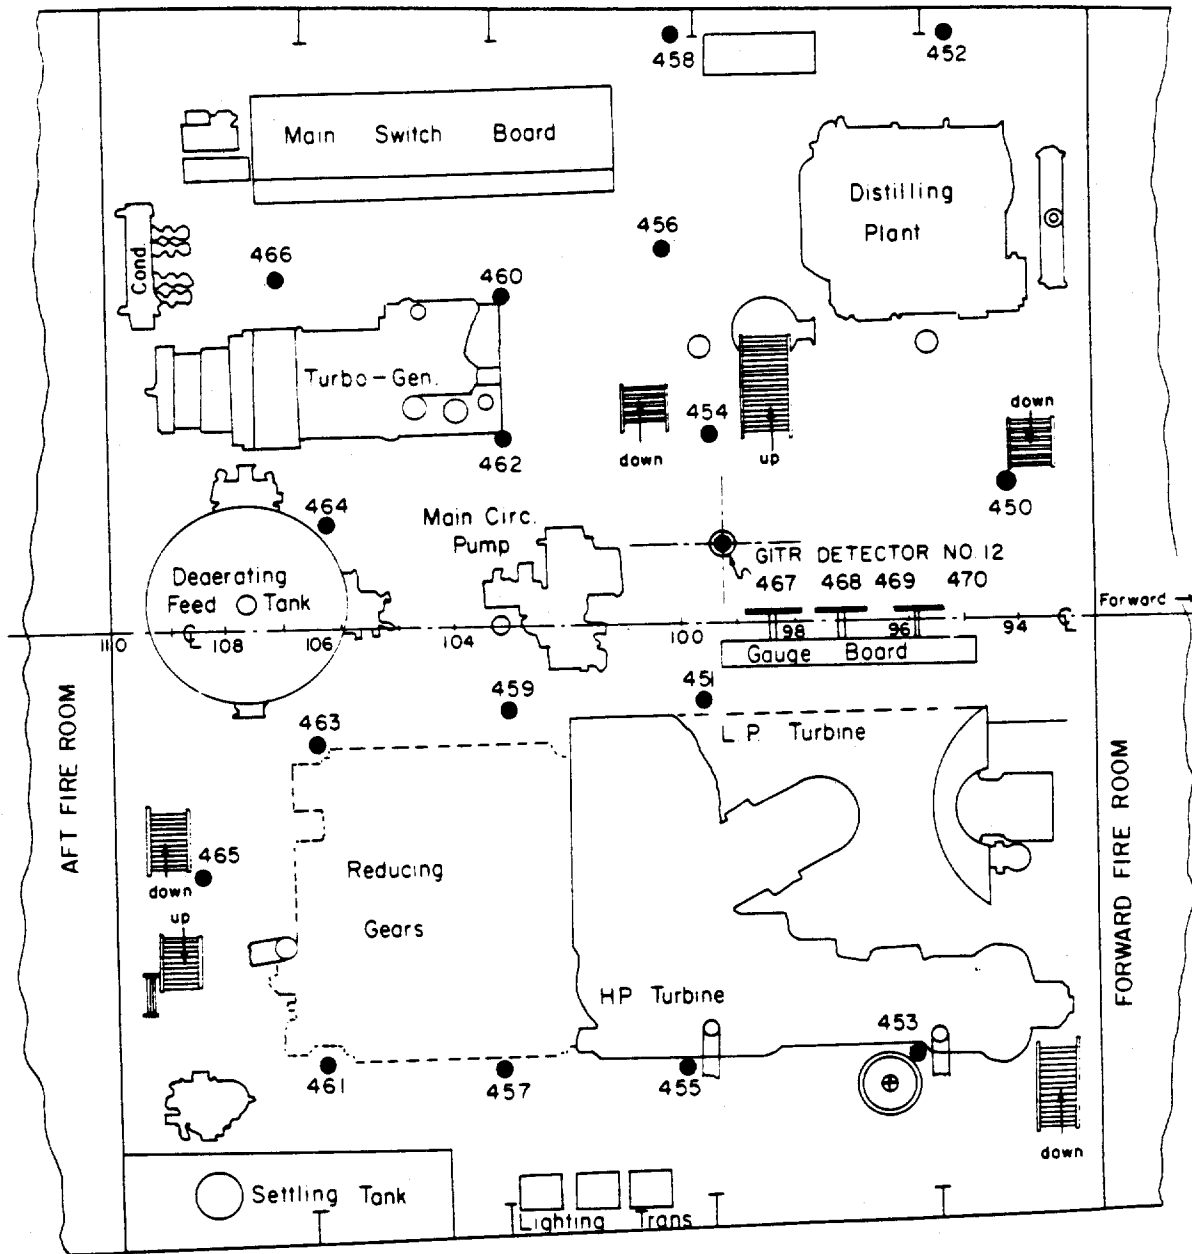 458
452
Main Switch Board
Distilling
Plant
Cond.
466
460
456
Turbo-Gen.
down
454
up
down
462
450
464
Main Circ.
Pump
GITR DETECTOR NO. 12
467 468 469 470
Deaerating
Feed Tank
Forward
110 108 106 104 100 98 96 94
Gauge Board
459
451
463
L.P. Turbine
AFT FIRE ROOM
FORWARD FIRE ROOM
465
down
up
Reducing
Gears
HP Turbine
453
461
457
455
down
Settling Tank
Lighting Trans